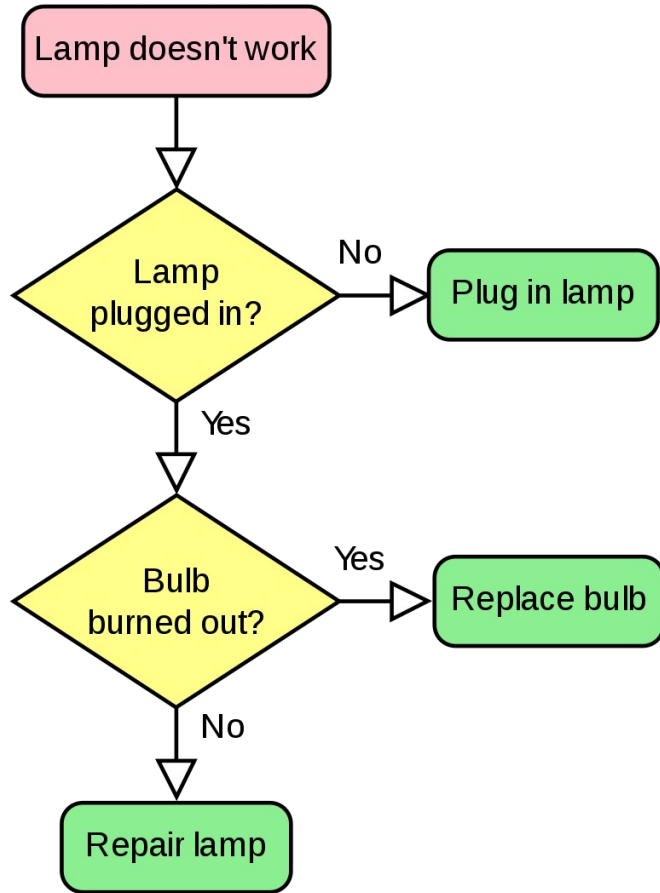 Lamp doesn't work
Lamp
plugged in?
No
Plug in lamp
Yes
Bulb
burned out?
Yes
Replace bulb
No
Repair lamp